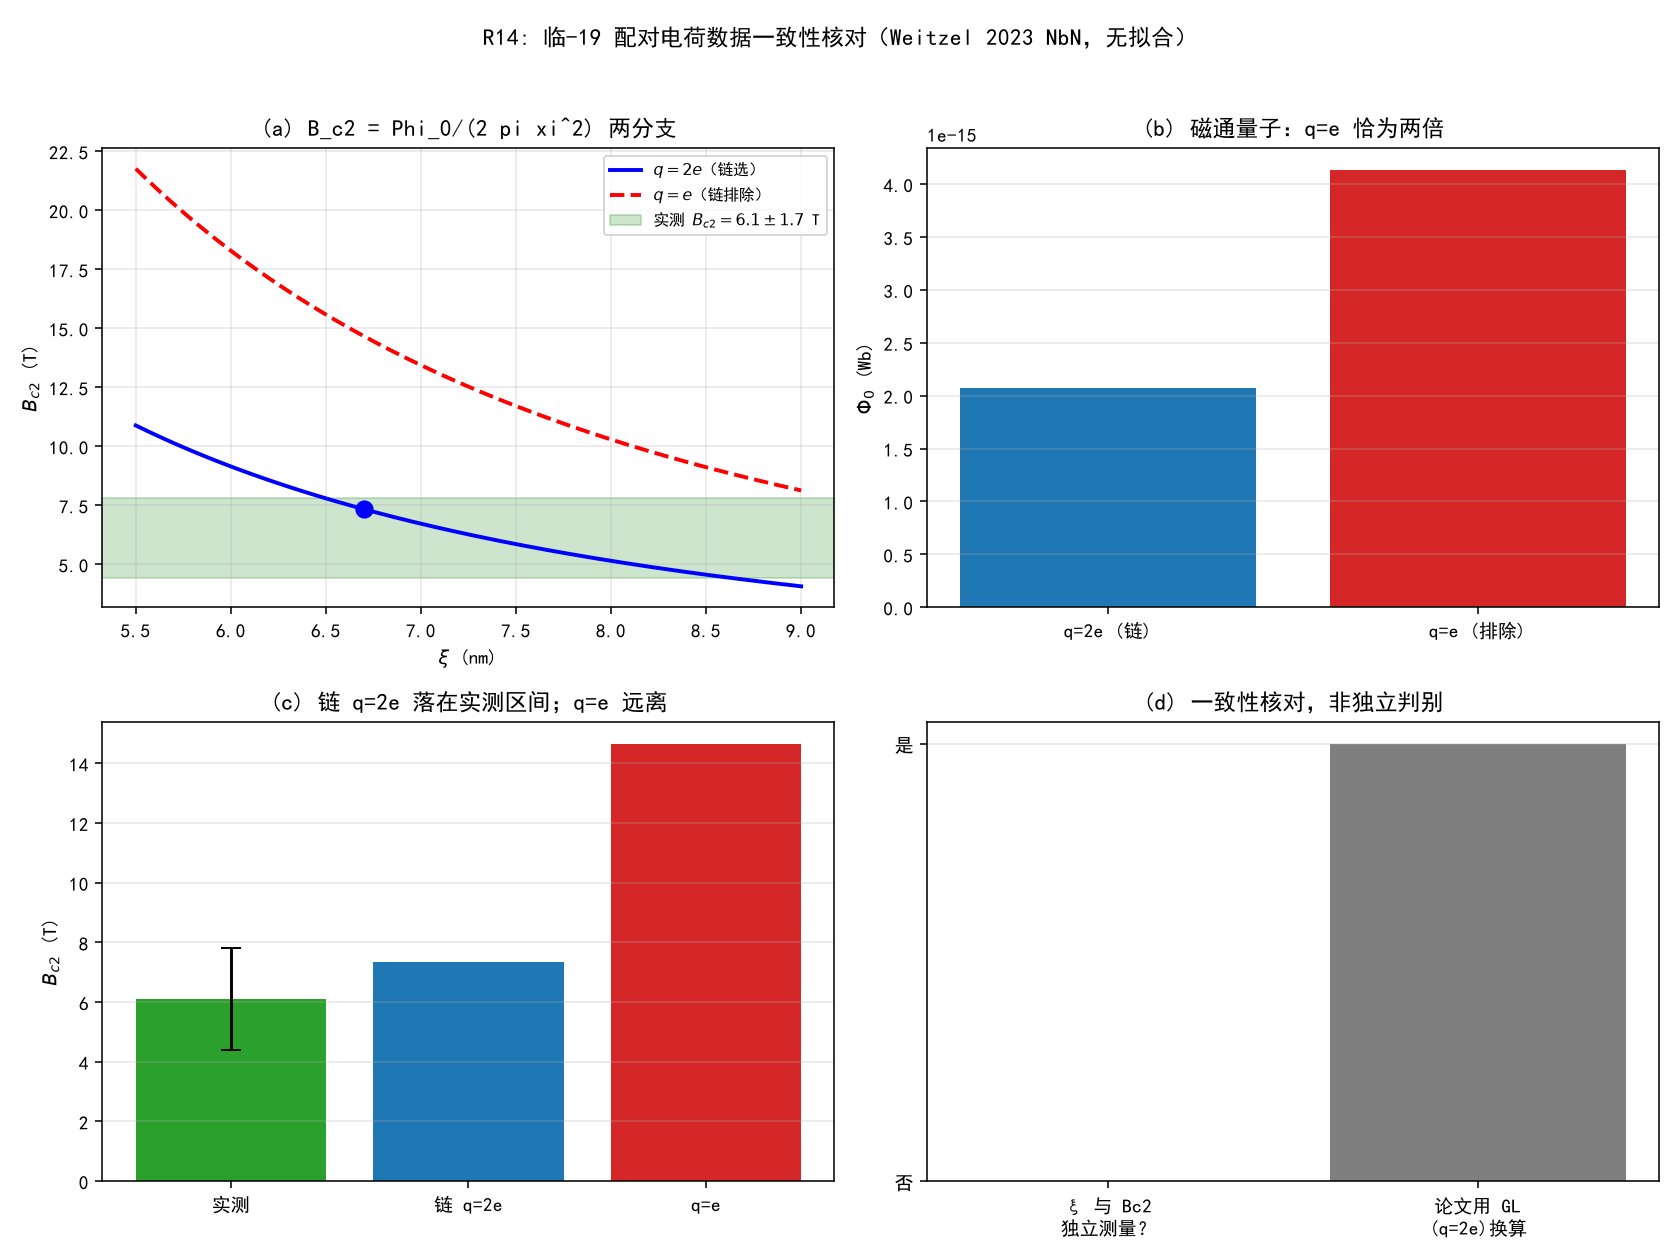 R14: 临-19 配对电荷数据一致性核对（Weitzel 2023 NbN，无拟合）
(a) B_c2 = Phi_0/(2 pi xi^2) 两分支
22.5
20.0
17.5
15.0
12.5
10.0
7.5
5.0
B_{c2} (T)
q = 2e（链选）
q = e（链排除）
实测 B_{c2} = 6.1 ± 1.7 T
5.5 6.0 6.5 7.0 7.5 8.0 8.5 9.0
ξ (nm)
(b) 磁通量子：q=e 恰为两倍
1e-15
4.0
3.5
3.0
2.5
2.0
1.5
1.0
0.5
0.0
Φ_0 (Wb)
q=2e (链) q=e (排除)
(c) 链 q=2e 落在实测区间；q=e 远离
14
12
10
8
6
4
2
0
B_{c2} (T)
实测 链 q=2e q=e
(d) 一致性核对，非独立判别
是
否
ξ 与 Bc2
独立测量？
论文用 GL
(q=2e)换算